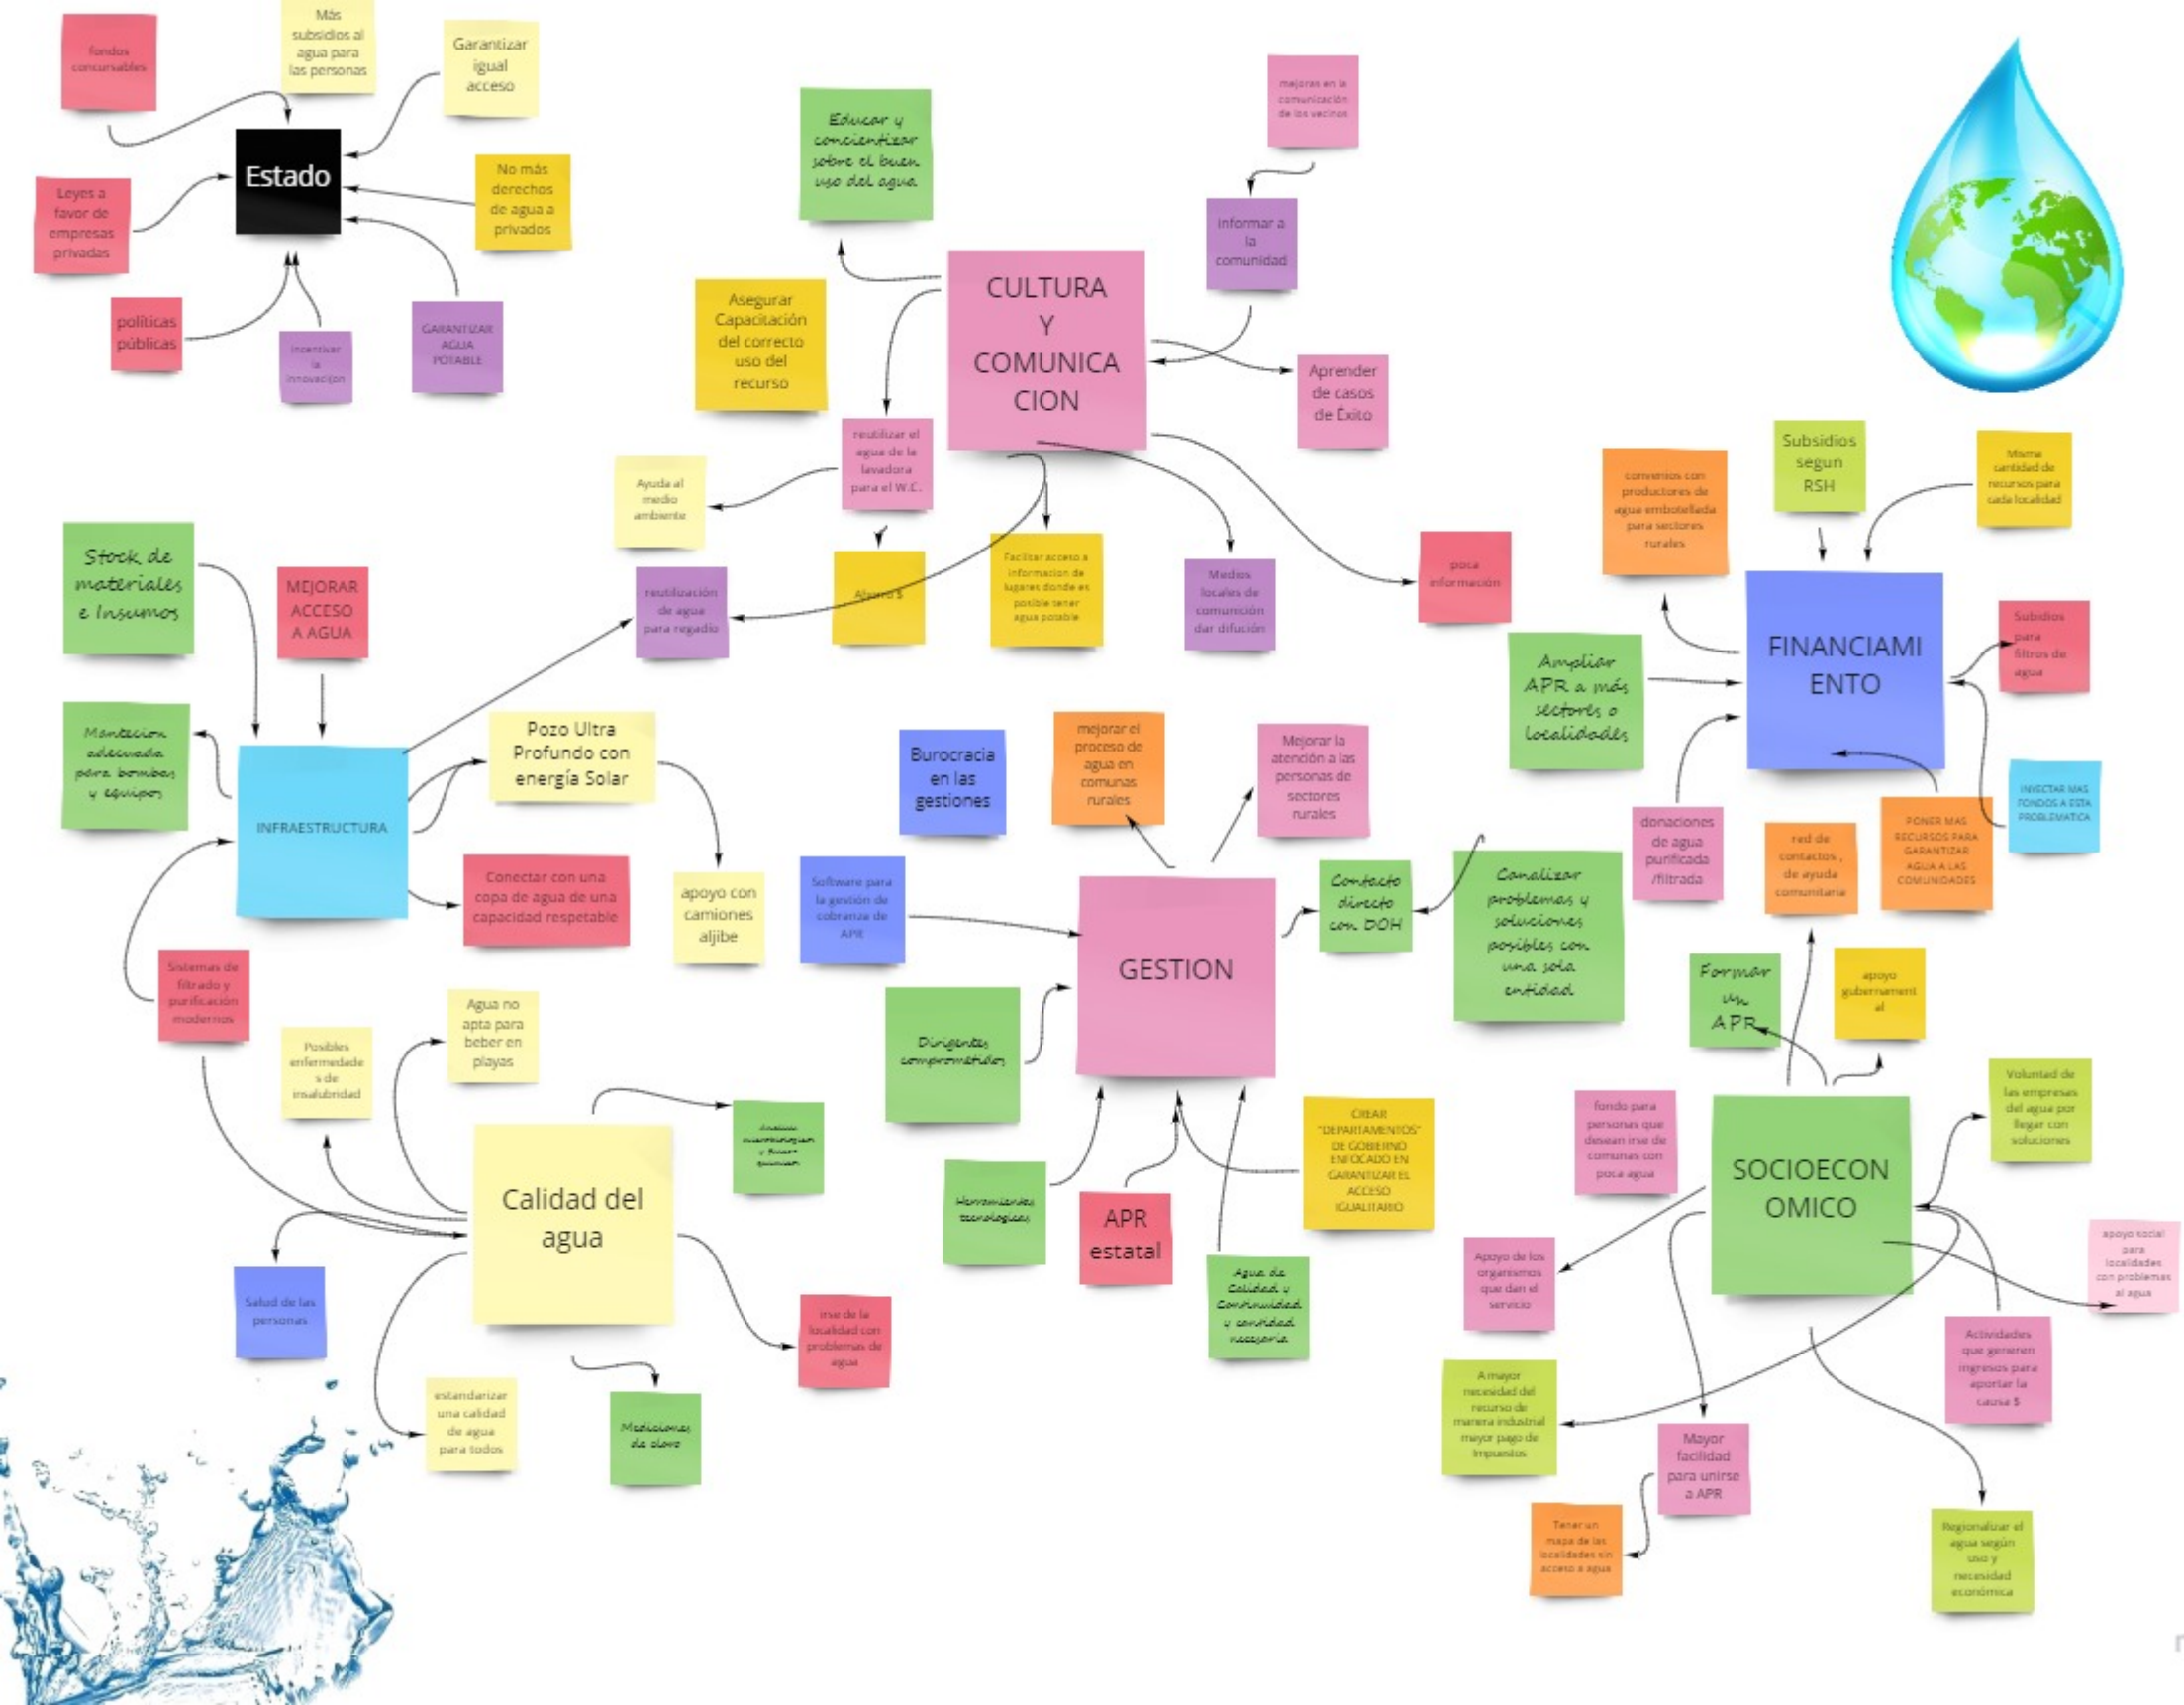 fondos
concursables
Más
subsidios al
agua para
las personas
Garantizar
igual
acceso
Estado
Leyes a
favor de
empresas
privadas
No más
derechos
de agua a
privados
políticas
públicas
incentivar
la
innovacijon
GARANTIZAR
AGUA
POTABLE
Educar y
concientizar
sobre el buen
uso del agua
mejoras en la
comunicación
de los vecinos
informar a
la
comunidad
CULTURA
Y
COMUNICA
CION
Asegurar
Capacitación
del correcto
uso del
recurso
Aprender
de casos
de Éxito
reutilizar el
agua de la
lavadora
para el W.C.
Ayuda al
medio
ambiente
reutilización
de agua
para regadio
Ahorro $
Facilitar acceso a
informacion de
lugares donde es
posible tener
agua potable
Medios
locales de
comunición
dar difución
poca
información
convenios con
productores de
agua embotellada
para sectores
rurales
Subsidios
segun
RSH
Misma
cantidad de
recursos para
cada localidad
FINANCIAMI
ENTO
Subidios
para
filtros de
agua
Ampliar
APR a más
sectores o
localidades
donaciones
de agua
purificada
/filtrada
PONER MAS
RECURSOS PARA
GARANTIZAR
AGUA A LAS
COMUNIDADES
INYECTAR MAS
FONDOS A ESTA
PROBLEMATICA
Stock de
materiales
e Insumos
MEJORAR
ACCESO
A AGUA
Mantecion
adecuada
para bombas
y equipos
INFRAESTRUCTURA
Pozo Ultra
Profundo con
energía Solar
Conectar con una
copa de agua de una
capacidad respetable
apoyo con
camiones
aljibe
Sistemas de
filtrado y
purificación
modernos
Burocracia
en las
gestiones
mejorar el
proceso de
agua en
comunas
rurales
Mejorar la
atención a las
personas de
sectores
rurales
Software para
la gestión de
cobranza de
APR
GESTION
Contacto
directo
con DOH
Canalizar
problemas y
soluciones
posibles con
una sola
entidad
Dirigentes
comprometidos
Herramientas
tecnologicas
APR
estatal
Agua de
Calidad y
Continuidad
y cantidad
necesaria
CREAR
"DEPARTAMENTOS"
DE GOBIERNO
ENFOCADO EN
GARANTIZAR EL
ACCESO
IGUALITARIO
Posibles
enfermedade
s de
insalubridad
Agua no
apta para
beber en
playas
Calidad del
agua
Salud de las
personas
irse de la
localidad con
problemas de
agua
estandarizar
una calidad
de agua
para todos
Mediciones
de cloro
red de
contactos ,
de ayuda
comunitaria
Formar
un
APR
apoyo
gubernament
al
SOCIOECON
OMICO
Voluntad de
las empresas
del agua por
llegar con
soluciones
fondo para
personas que
desean irse de
comunas con
poca agua
Apoyo de los
organismos
que dan el
servicio
apoyo social
para
localidades
con problemas
al agua
Actividades
que generen
ingresos para
aportar la
causa $
A mayor
necesidad del
recurso de
manera industrial
mayor pago de
Impuestos
Mayor
facilidad
para unirse
a APR
Tener un
mapa de las
localidades sin
acceso a agua
Regionalizar el
agua según
uso y
necesidad
económica